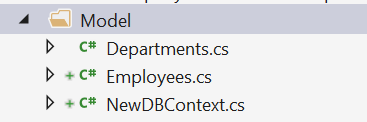 Model
C# Departments.cs
+ C# Employees.cs
+ C# NewDBContext.cs